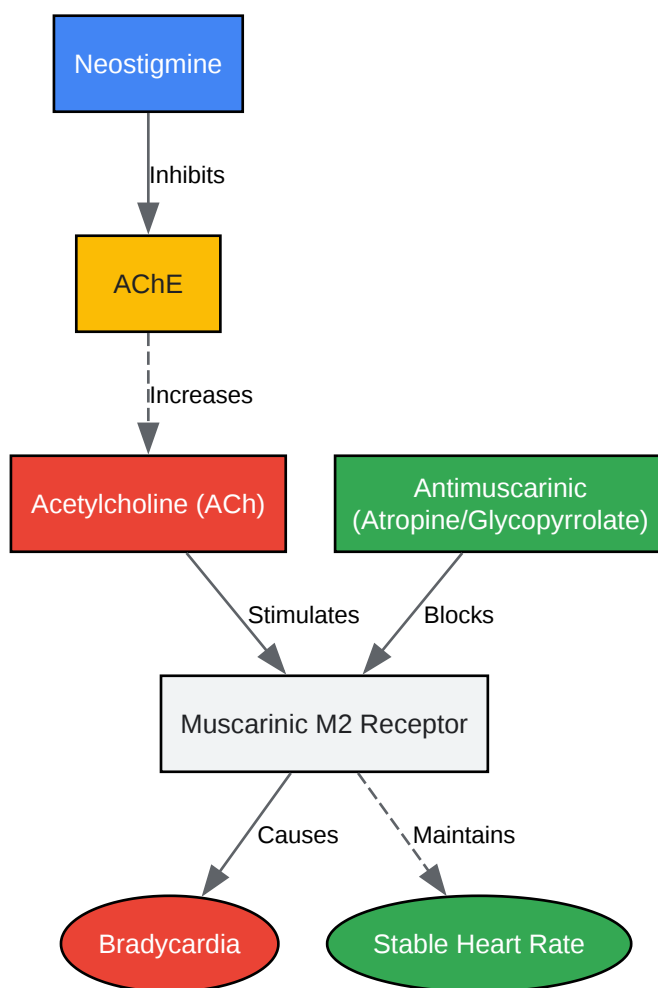 Neostigmine
Inhibits
AChE
Increases
Acetylcholine (ACh)
Antimuscarinic
(Atropine/Glycopyrrolate)
Stimulates
Blocks
Muscarinic M2 Receptor
Causes
Maintains
Bradycardia
Stable Heart Rate